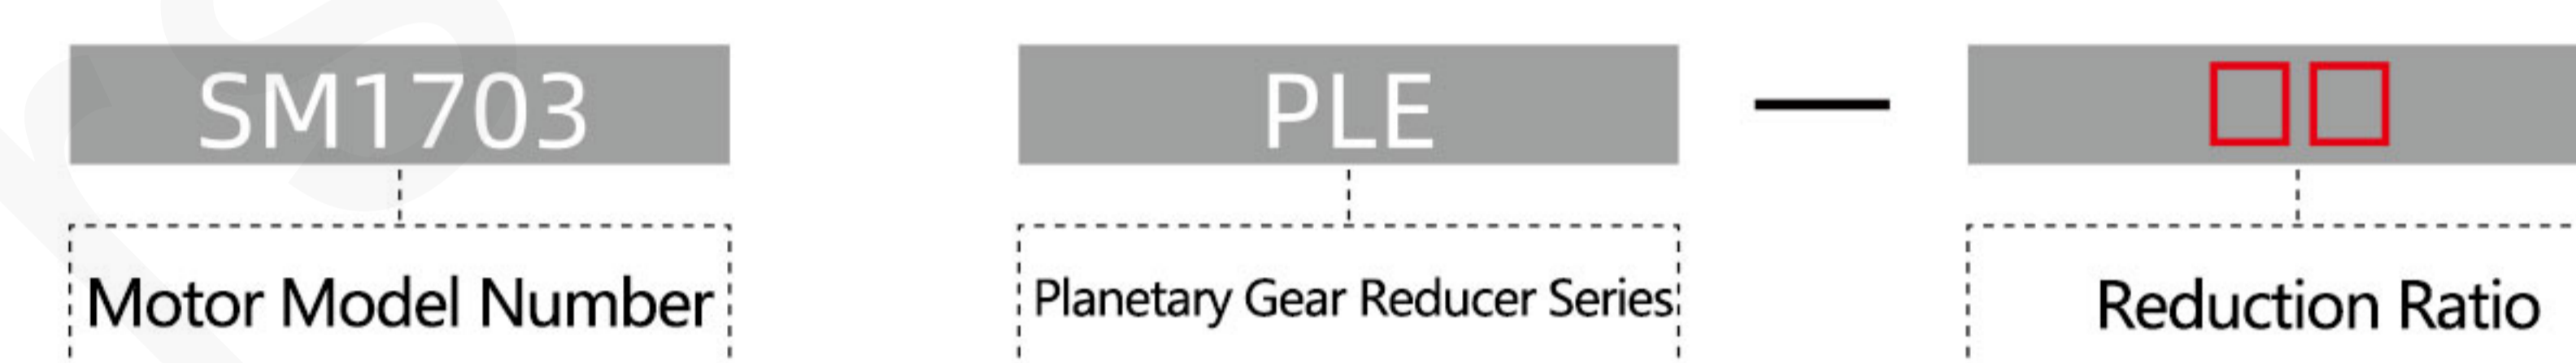 SM1703 PLE — □□
Motor Model Number Planetary Gear Reducer Series Reduction Ratio